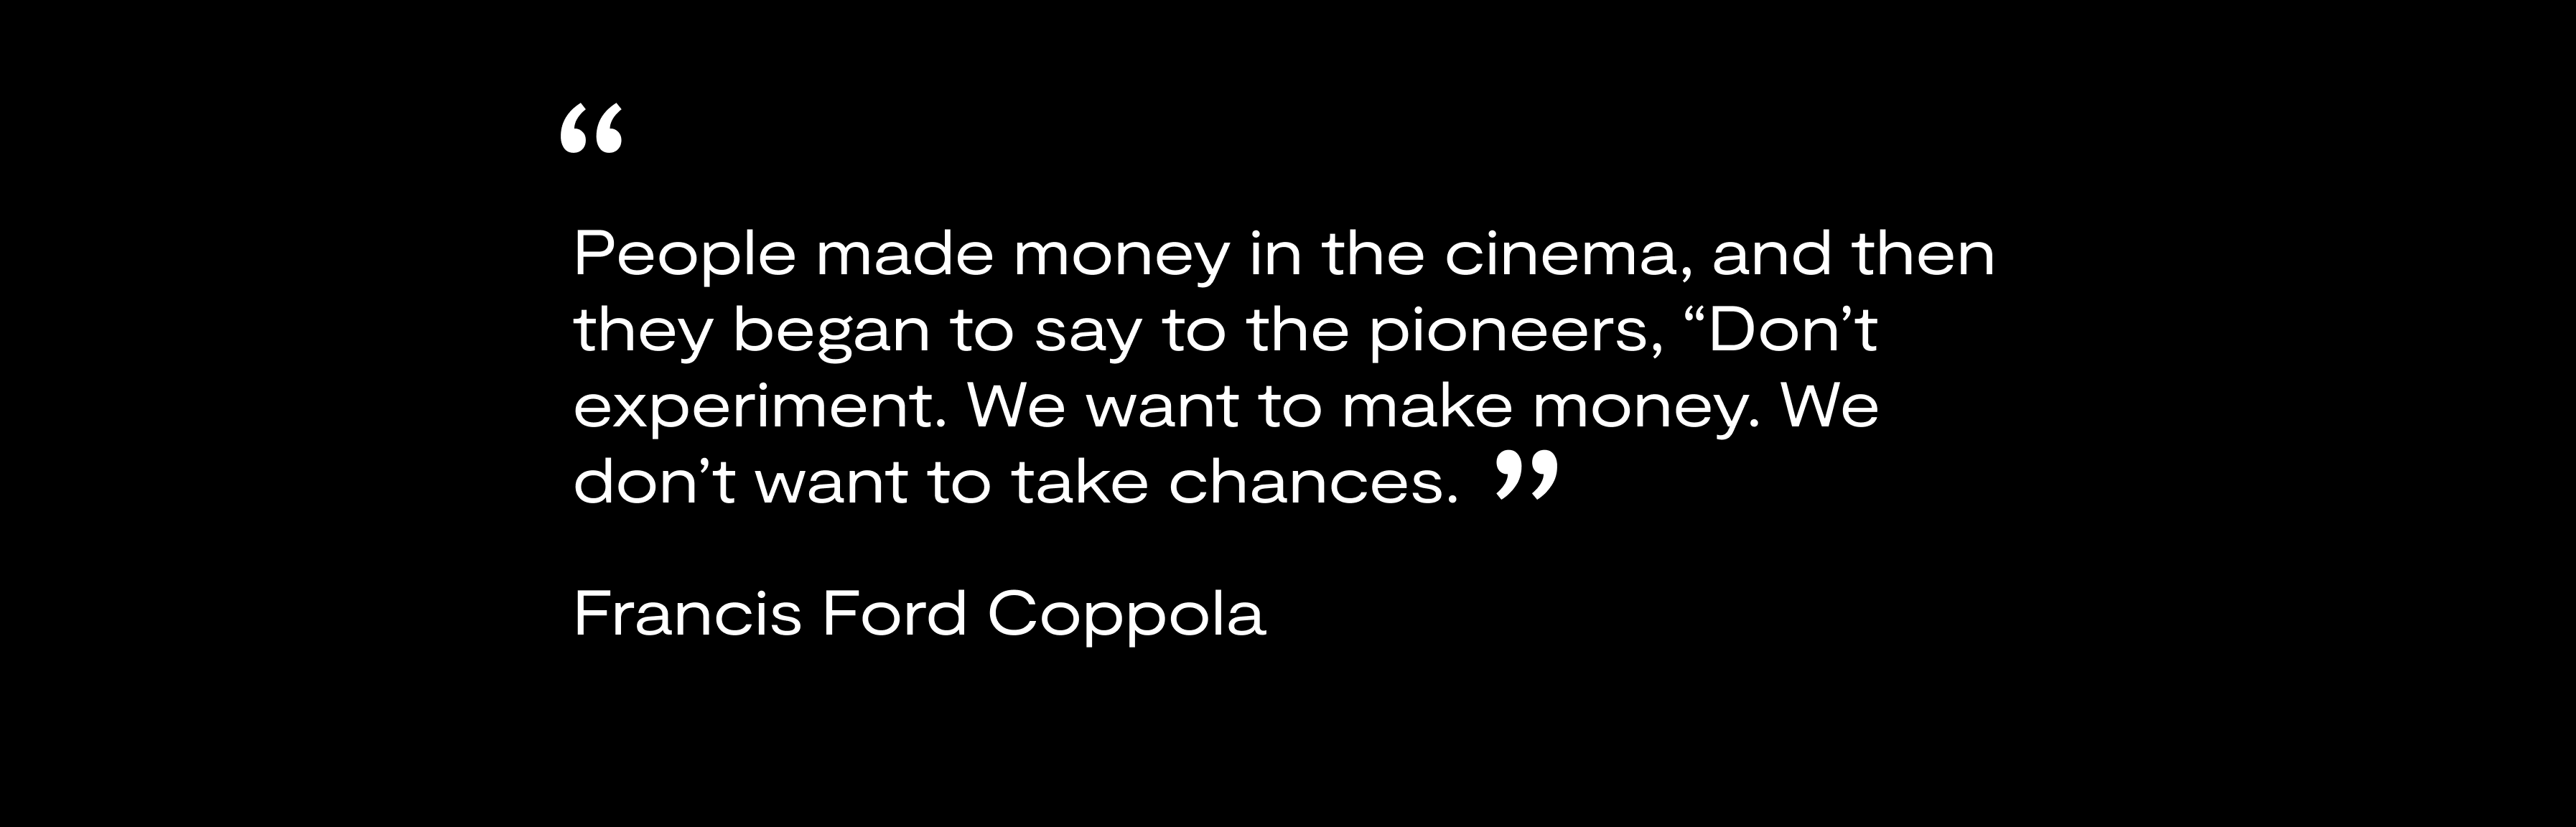 “
People made money in the cinema, and then
they began to say to the pioneers, “Don’t
experiment. We want to make money. We
don’t want to take chances. ”
Francis Ford Coppola